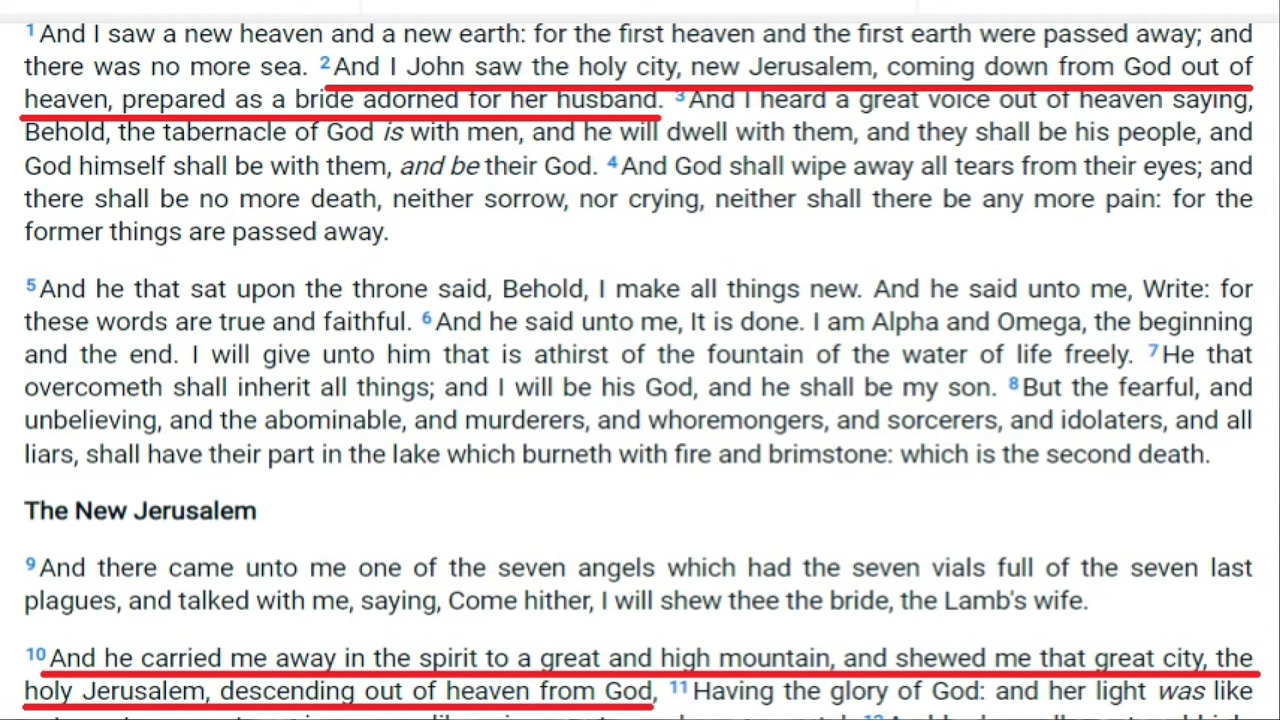 1 And I saw a new heaven and a new earth: for the first heaven and the first earth were passed away; and
there was no more sea. 2 And I John saw the holy city, new Jerusalem, coming down from God out of
heaven, prepared as a bride adorned for her husband. 3 And I heard a great voice out of heaven saying,
Behold, the tabernacle of God is with men, and he will dwell with them, and they shall be his people, and
God himself shall be with them, and be their God. 4 And God shall wipe away all tears from their eyes; and
there shall be no more death, neither sorrow, nor crying, neither shall there be any more pain: for the
former things are passed away.
5 And he that sat upon the throne said, Behold, I make all things new. And he said unto me, Write: for
these words are true and faithful. 6 And he said unto me, It is done. I am Alpha and Omega, the beginning
and the end. I will give unto him that is athirst of the fountain of the water of life freely. 7 He that
overcometh shall inherit all things; and I will be his God, and he shall be my son. 8 But the fearful, and
unbelieving, and the abominable, and murderers, and whoremongers, and sorcerers, and idolaters, and all
liars, shall have their part in the lake which burneth with fire and brimstone: which is the second death.
The New Jerusalem
9 And there came unto me one of the seven angels which had the seven vials full of the seven last
plagues, and talked with me, saying, Come hither, I will shew thee the bride, the Lamb's wife.
10 And he carried me away in the spirit to a great and high mountain, and shewed me that great city, the
holy Jerusalem, descending out of heaven from God, 11 Having the glory of God: and her light was like